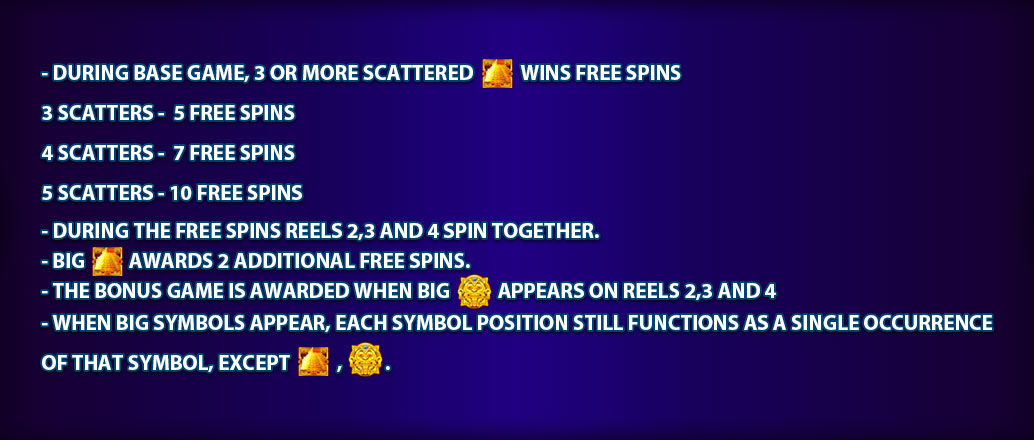 - DURING BASE GAME, 3 OR MORE SCATTERED WINS FREE SPINS
3 SCATTERS - 5 FREE SPINS
4 SCATTERS - 7 FREE SPINS
5 SCATTERS - 10 FREE SPINS
- DURING THE FREE SPINS REELS 2,3 AND 4 SPIN TOGETHER.
- BIG AWARDS 2 ADDITIONAL FREE SPINS.
- THE BONUS GAME IS AWARDED WHEN BIG APPEARS ON REELS 2,3 AND 4
- WHEN BIG SYMBOLS APPEAR, EACH SYMBOL POSITION STILL FUNCTIONS AS A SINGLE OCCURRENCE
OF THAT SYMBOL, EXCEPT , .